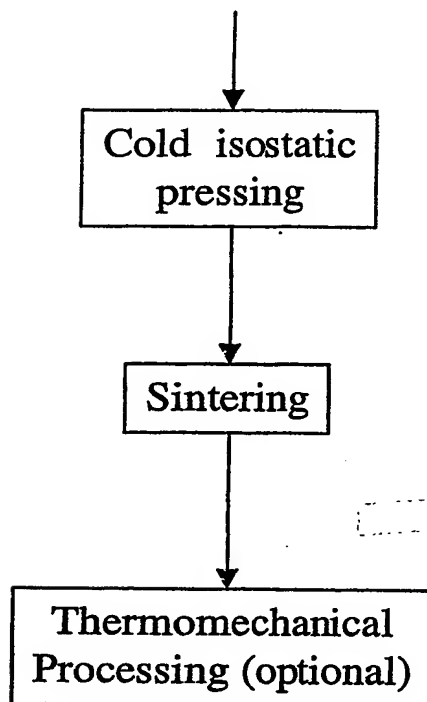 Cold isostatic
pressing
Sintering
Thermomechanical
Processing (optional)